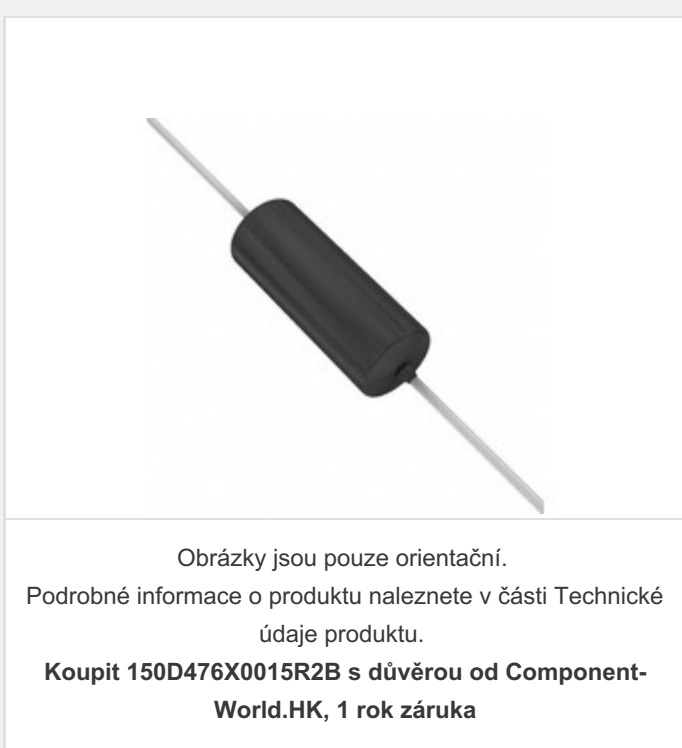 Obrázky jsou pouze orientační.
Podrobné informace o produktu naleznete v části Technické
údaje produktu.
Koupit 150D476X0015R2B s důvěrou od Component-
World.HK, 1 rok záruka